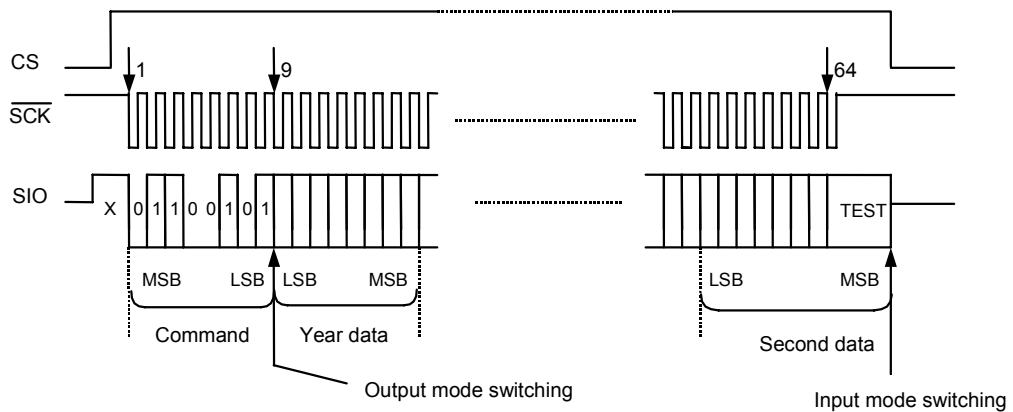 CS
1
9
64
SCK
SIO
X 0 1 1 0 0 1 0 1
TEST
MSB LSB LSB MSB
LSB MSB
Command Year data
Second data
Output mode switching
Input mode switching